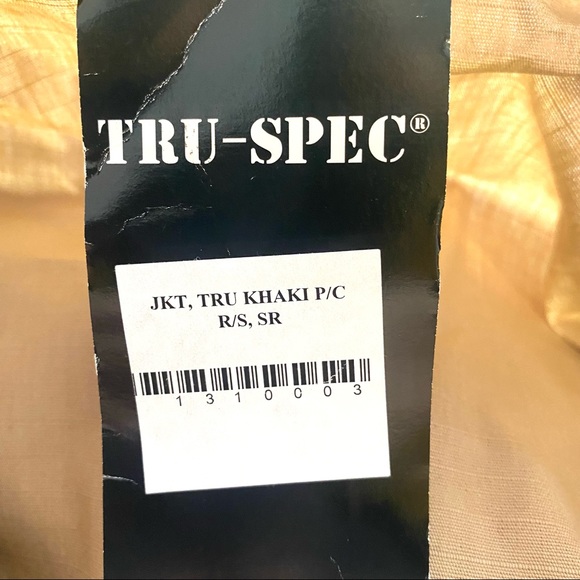 TRU-SPEC®
JKT, TRU KHAKI P/C
R/S, SR
1310003